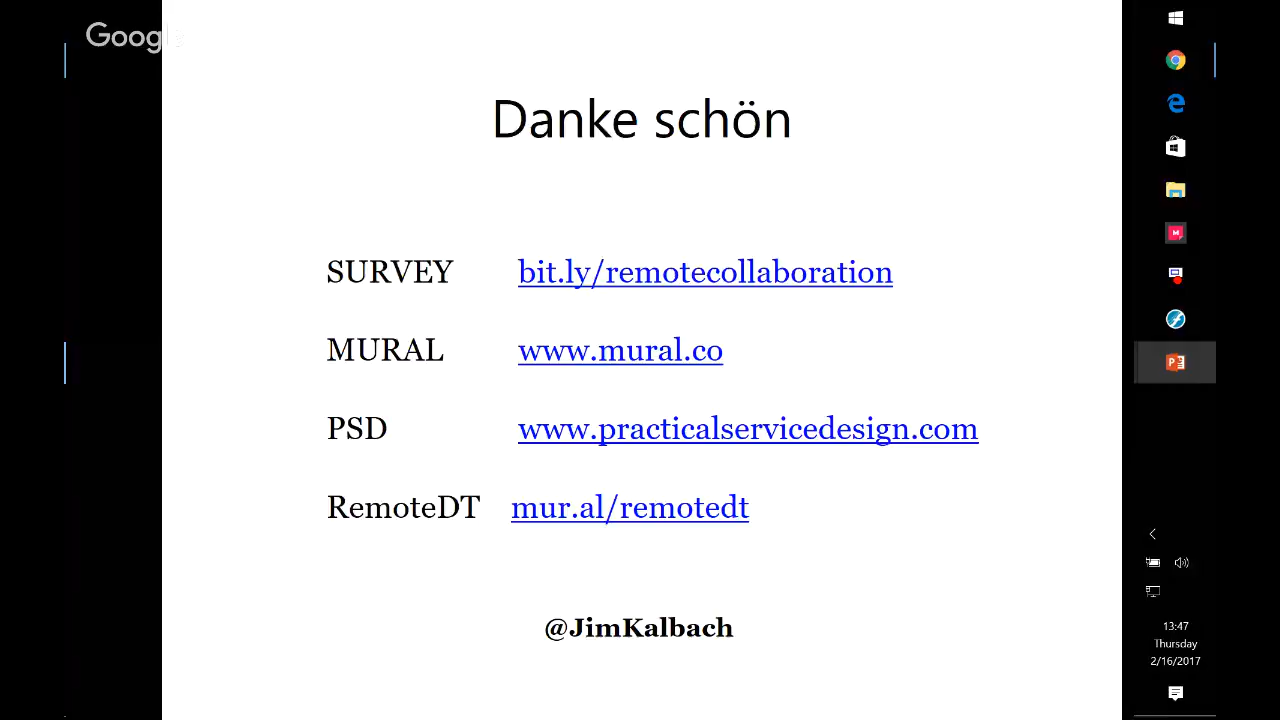 Google
Danke schön
SURVEY bit.ly/remotecollaboration
MURAL www.mural.co
PSD www.practicalservicedesign.com
RemoteDT mur.al/remotedt
@JimKalbach
13:47
Thursday
2/16/2017